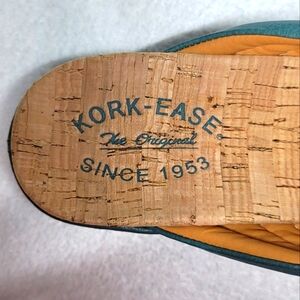 KORK-EASE®
The Original
SINCE 1953